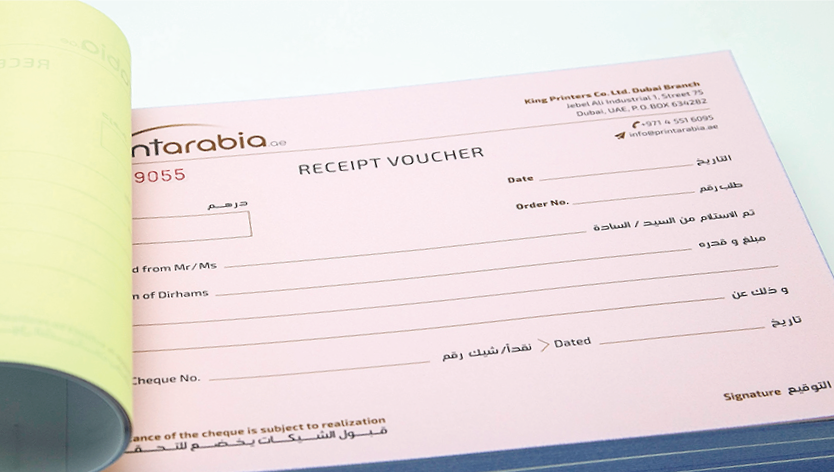 King Printers Co. Ltd. Dubai Branch
Jebel Ali Industrial 1, Street 75
Dubai, UAE, P.O. BOX 634282
+971 4 551 6095
info@printarabia.ae
ntarabia.ae
9055
RECEIPT VOUCHER
Date التاريخ
درهم
Order No. طلب رقم
d from Mr/Ms تم الاستلام من السيد / السادة
n of Dirhams مبلغ و قدره
و ذلك عن
Cheque No. نقداً/ شيك رقم Dated تاريخ
Signature التوقيع
ance of the cheque is subject to realization
قبول الشيكات يخضع للتحق